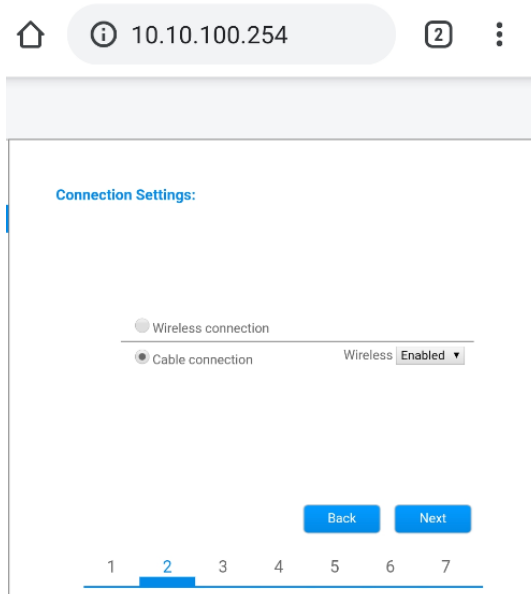 10.10.100.254
2
Connection Settings:
Wireless connection
Cable connection
Wireless Enabled
Back
Next
1 2 3 4 5 6 7